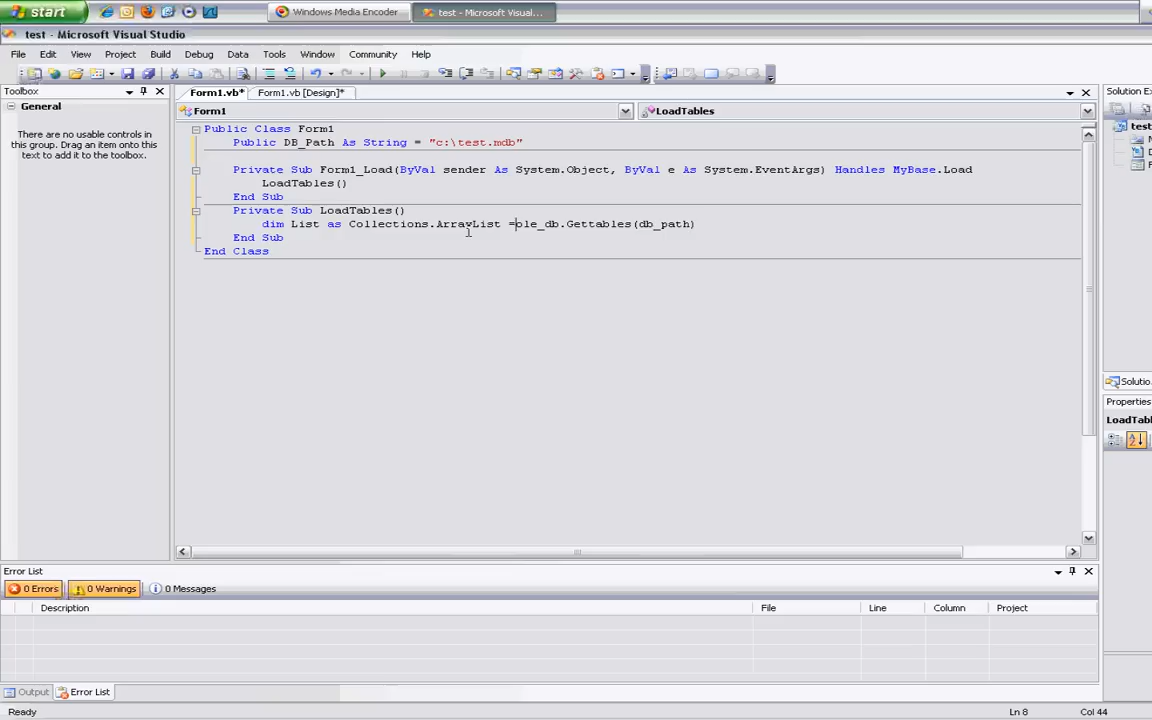 start
Windows Media Encoder
test - Microsoft Visual...
test - Microsoft Visual Studio
File Edit View Project Build Debug Data Tools Window Community Help
Toolbox
General
There are no usable controls in
this group. Drag an item onto this
text to add it to the toolbox.
Form1.vb*
Form1.vb [Design]*
Form1
LoadTables
Public Class Form1
Public DB_Path As String = "c:\test.mdb"
Private Sub Form1_Load(ByVal sender As System.Object, ByVal e As System.EventArgs) Handles MyBase.Load
LoadTables()
End Sub
Private Sub LoadTables()
dim List as Collections.ArrayList =ole_db.Gettables(db_path)
End Sub
End Class
Solution E
test
Solutio...
Properties
LoadTabl
Error List
0 Errors
0 Warnings
0 Messages
Description File Line Column Project
Output
Error List
Ready
Ln 8
Col 44